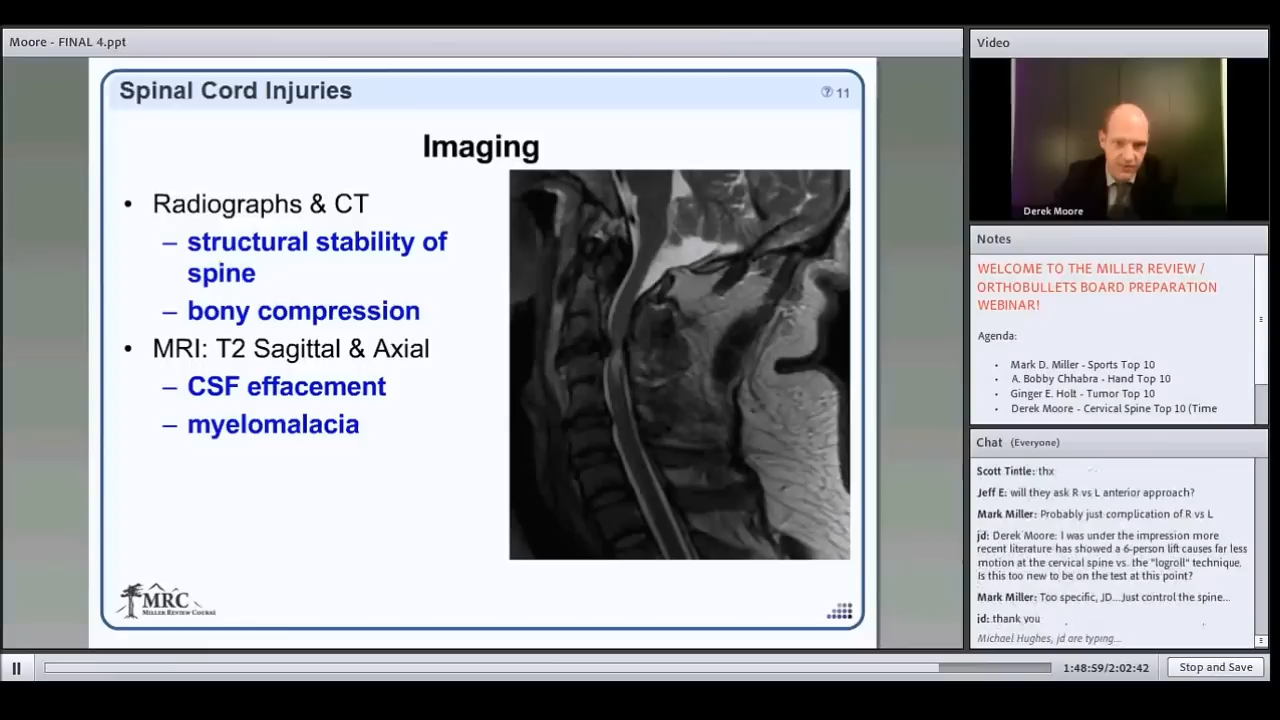 Moore - FINAL 4.ppt
Spinal Cord Injuries
11
Imaging
• Radiographs & CT
– structural stability of
spine
– bony compression
• MRI: T2 Sagittal & Axial
– CSF effacement
– myelomalacia
MRC
MILLER REVIEW COURSE
Video
Derek Moore
Notes
WELCOME TO THE MILLER REVIEW /
ORTHOBULLETS BOARD PREPARATION
WEBINAR!
Agenda:
• Mark D. Miller - Sports Top 10
• A. Bobby Chhabra - Hand Top 10
• Ginger E. Holt - Tumor Top 10
• Derek Moore - Cervical Spine Top 10 (Time
Chat (Everyone)
Scott Tintle: thx
Jeff E: will they ask R vs L anterior approach?
Mark Miller: Probably just complication of R vs L
jd: Derek Moore: I was under the impression more
recent literature has showed a 6-person lift causes far less
motion at the cervical spine vs. the "logroll" technique.
Is this too new to be on the test at this point?
Mark Miller: Too specific, JD...Just control the spine...
jd: thank you
Michael Hughes, jd are typing...
1:48:59/2:02:42
Stop and Save